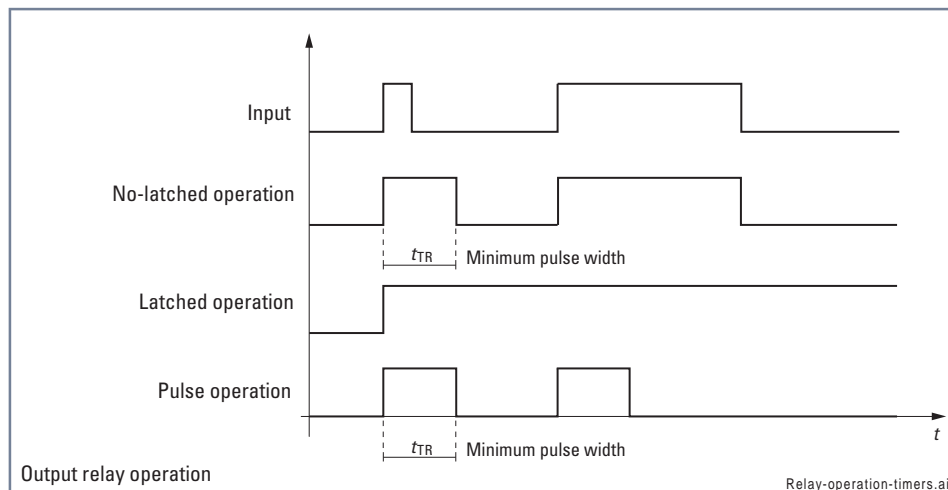 Input
No-latched operation
tTR Minimum pulse width
Latched operation
Pulse operation
t
tTR Minimum pulse width
Output relay operation
Relay-operation-timers.ai